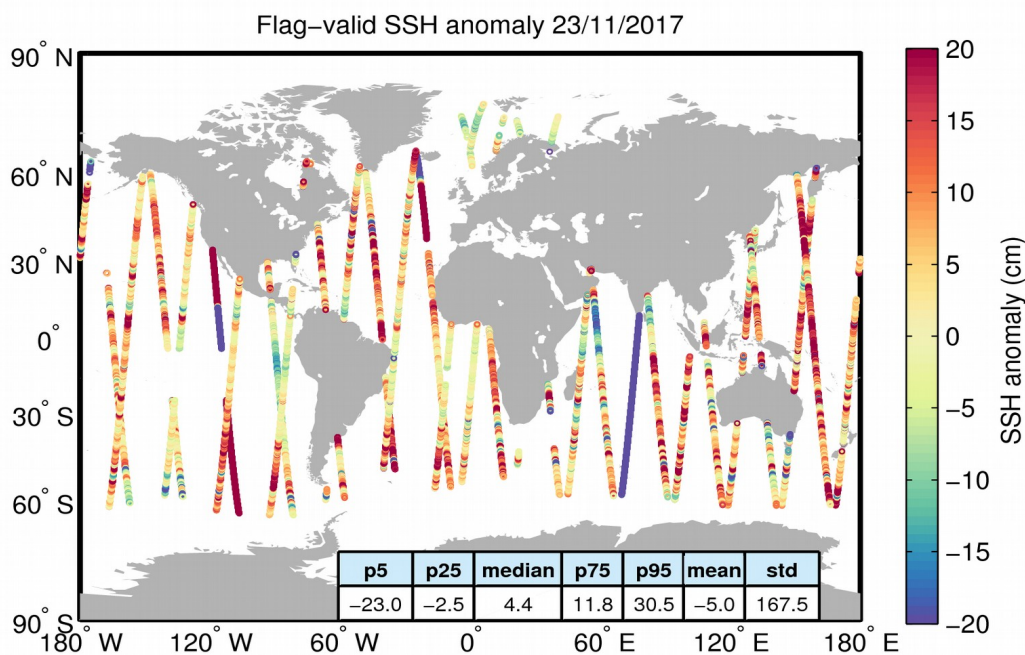 Flag−valid SSH anomaly 23/11/2017
90° N
60° N
30° N
0°
30° S
60° S
90° S
180° W
120° W
60° W
0°
60° E
120° E
180° E
p5 p25 median p75 p95 mean std
−23.0 −2.5 4.4 11.8 30.5 −5.0 167.5
20
15
10
5
0
−5
−10
−15
−20
SSH anomaly (cm)